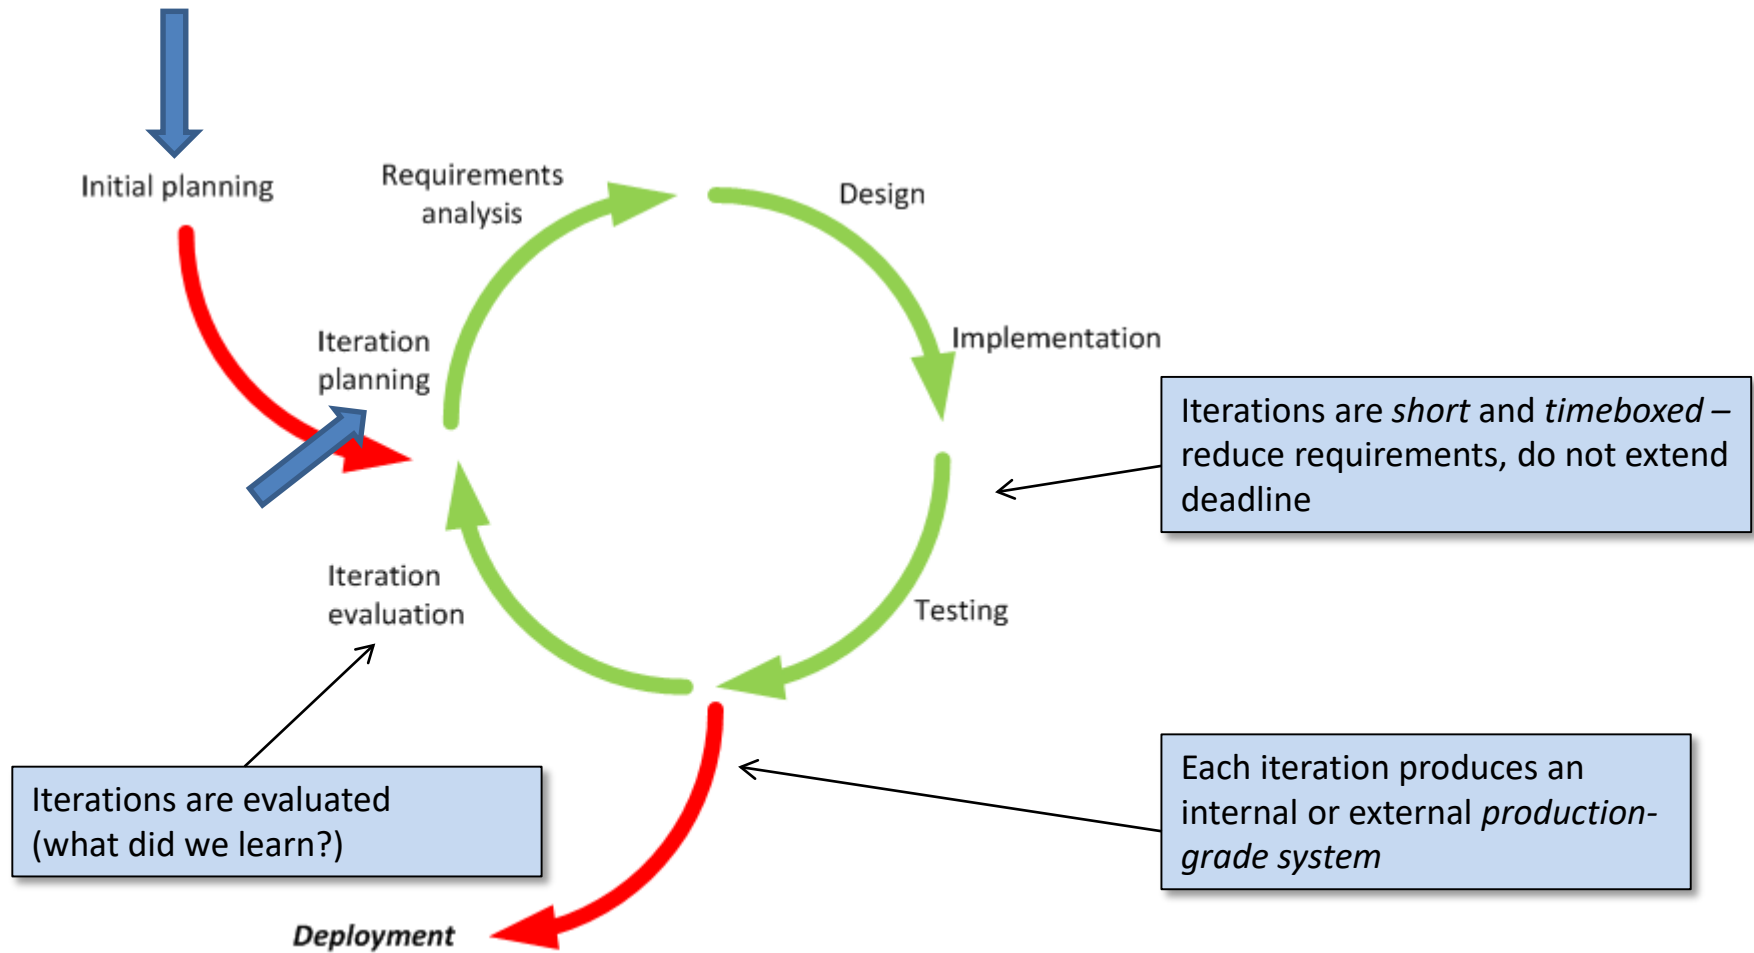 Initial planning
Requirements
analysis
Design
Iteration
planning
Implementation
Iterations are short and timeboxed –
reduce requirements, do not extend
deadline
Iteration
evaluation
Testing
Iterations are evaluated
(what did we learn?)
Each iteration produces an
internal or external production-
grade system
Deployment